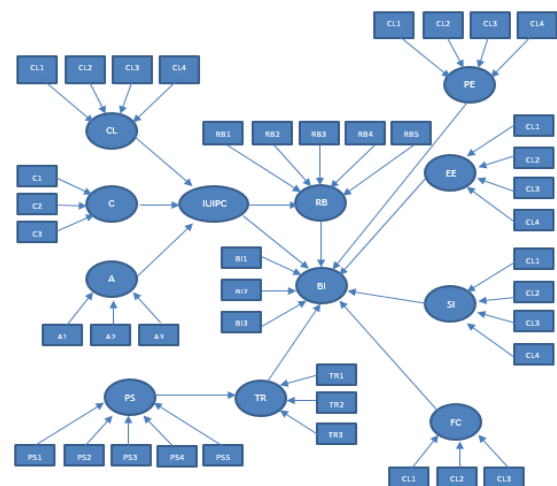 CL1 CL2 CL3 CL4
PE
CL1 CL2 CL3 CL4
CL
RB1 RB2 RB3 RB4 RB5
CL1
CL2
CL3
CL4
EE
C1
C2
C3
C
IUIPC
RB
A
A1 A2 A3
BI1
BI2
BI3
BI
SI
CL1
CL2
CL3
CL4
PS
TR
TR1
TR2
TR3
PS1 PS2 PS3 PS4 PS5
FC
CL1 CL2 CL3